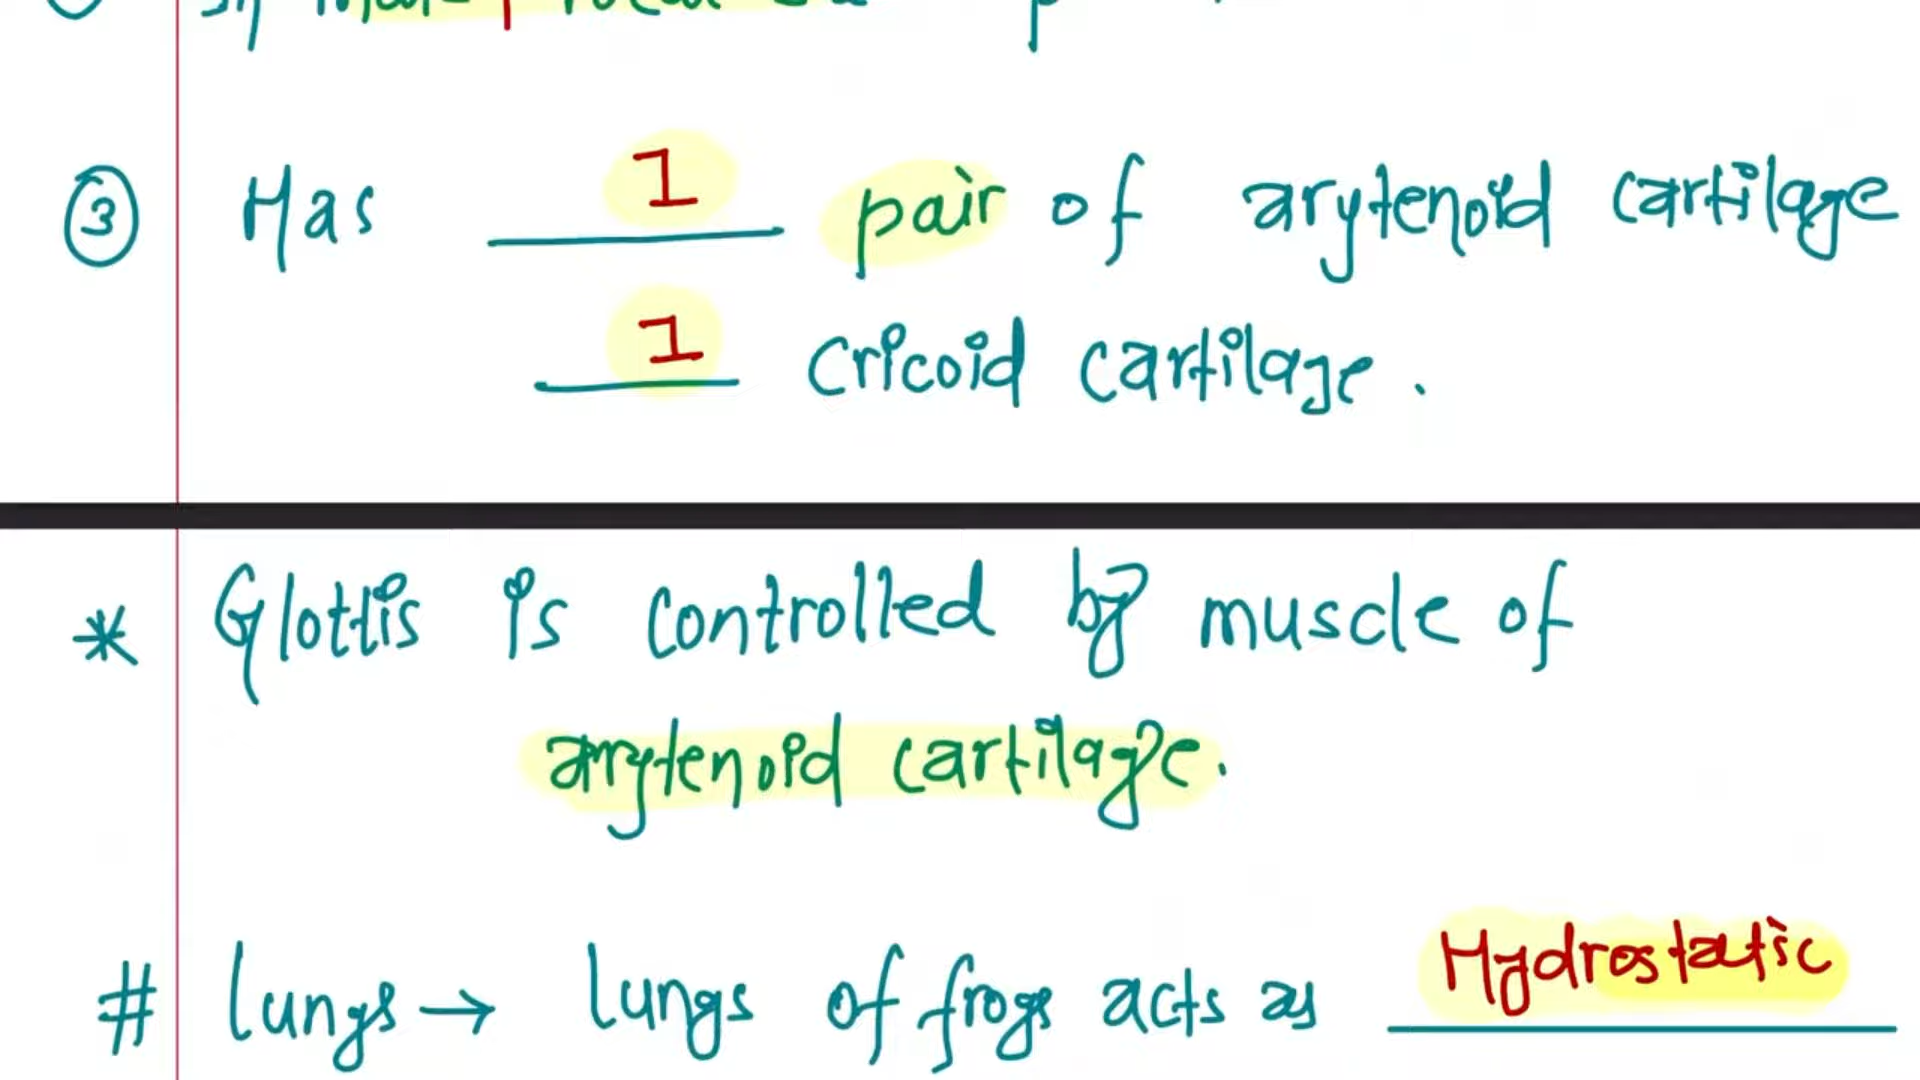 ③ Has 1 pair of arytenoid cartilage
1 cricoid cartilage.
* Glottis is controlled by muscle of
arytenoid cartilage.
# lungs → lungs of frogs acts as Hydrostatic